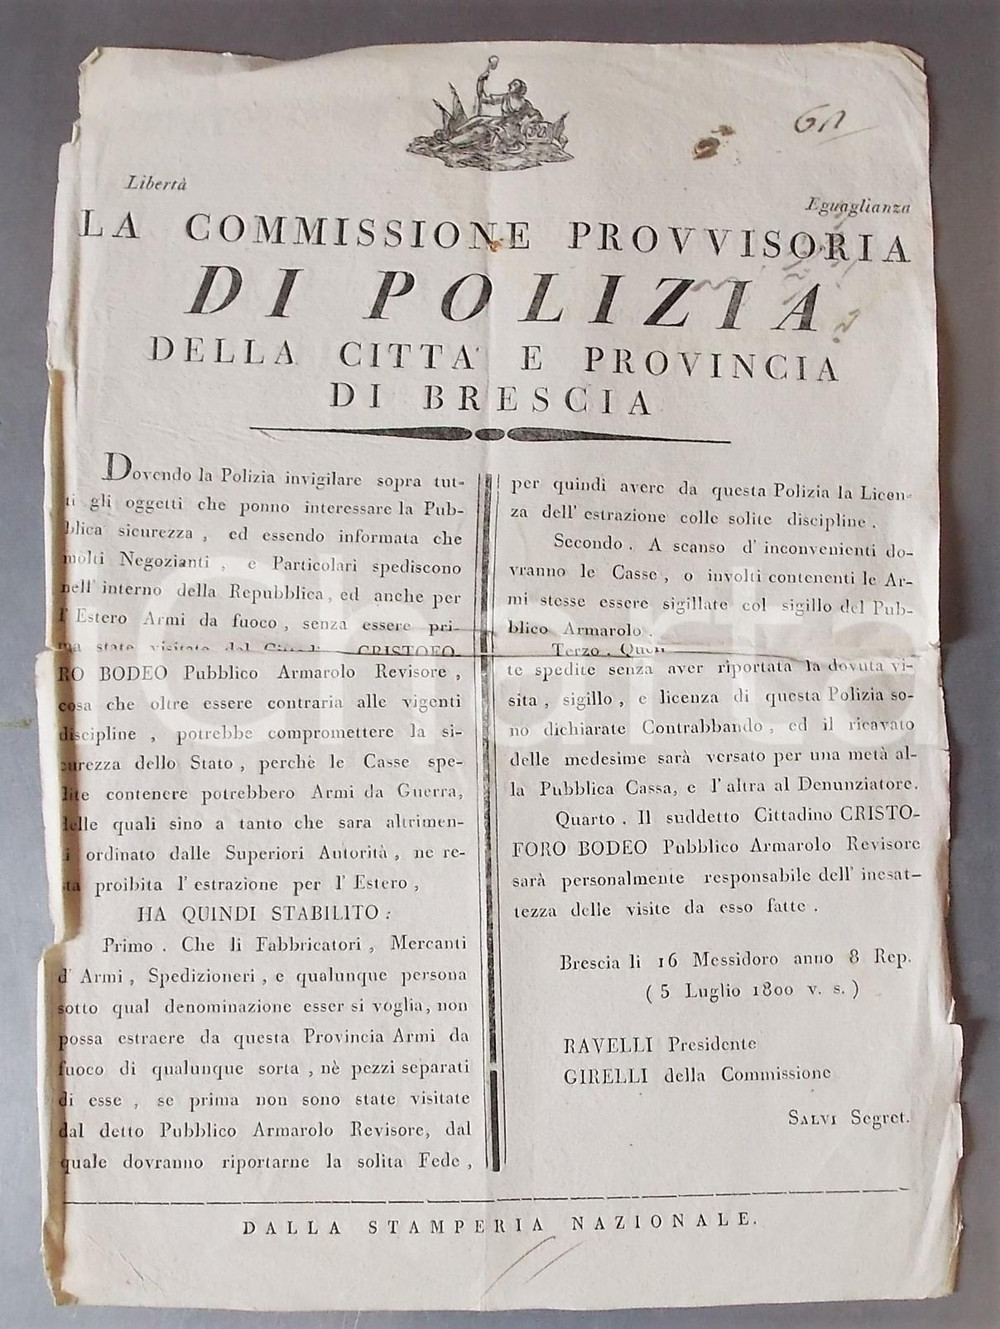 Libertà
Eguaglianza
LA COMMISSIONE PROVVISORIA
DI POLIZIA
DELLA CITTA' E PROVINCIA
DI BRESCIA
Dovendo la Polizia invigilare sopra tut-
ti gli oggetti che ponno interessare la Pub-
blica sicurezza , ed essendo informata che
molti Negozianti , e Particolari spediscono
nell' interno della Repubblica, ed anche per
l' Estero Armi da fuoco , senza essere pri-
ma state visitate dal CRISTOFO-
RO BODEO Pubblico Armarolo Revisore ,
cosa che oltre essere contraria alle vigenti
discipline , potrebbe compromettere la si-
curezza dello Stato , perchè le Casse spe-
dite contenere potrebbero Armi da Guerra,
delle quali sino a tanto che sara altrimen-
i ordinato dalle Superiori Autorità , ne re-
sta proibita l' estrazione per l' Estero ,
HA QUINDI STABILITO :
Primo . Che li Fabbricatori , Mercanti
d' Armi , Spedizioneri , e qualunque persona
sotto qual denominazione esser si voglia, non
possa estraere da questa Provincia Armi da
fuoco di qualunque sorta , nè pezzi separati
di esse , se prima non sono state visitate
dal detto Pubblico Armarolo Revisore, dal
quale dovranno riportarne la solita Fede ,
per quindi avere da questa Polizia la Licen-
za dell' estrazione colle solite discipline .
Secondo . A scanso d' inconvenienti do-
vranno le Casse , o involti contenenti le Ar-
mi stesse essere sigillate col sigillo del Pub-
blico Armarolo .
Terzo .
te spedite senza aver riportata la dovuta vi-
sita , sigillo , e licenza di questa Polizia so-
no dichiarate Contrabbando , ed il ricavato
delle medesime sarà versato per una metà al-
la Pubblica Cassa, e l' altra al Denunziatore.
Quarto . Il suddetto Cittadino CRISTO-
FORO BODEO Pubblico Armarolo Revisore
sarà personalmente responsabile dell' inesat-
tezza delle visite da esso fatte .
Brescia li 16 Messidoro anno 8 Rep.
( 5 Luglio 1800 v. s. )
RAVELLI Presidente
GIRELLI della Commissione
SALVI Segret.
DALLA STAMPERIA NAZIONALE.